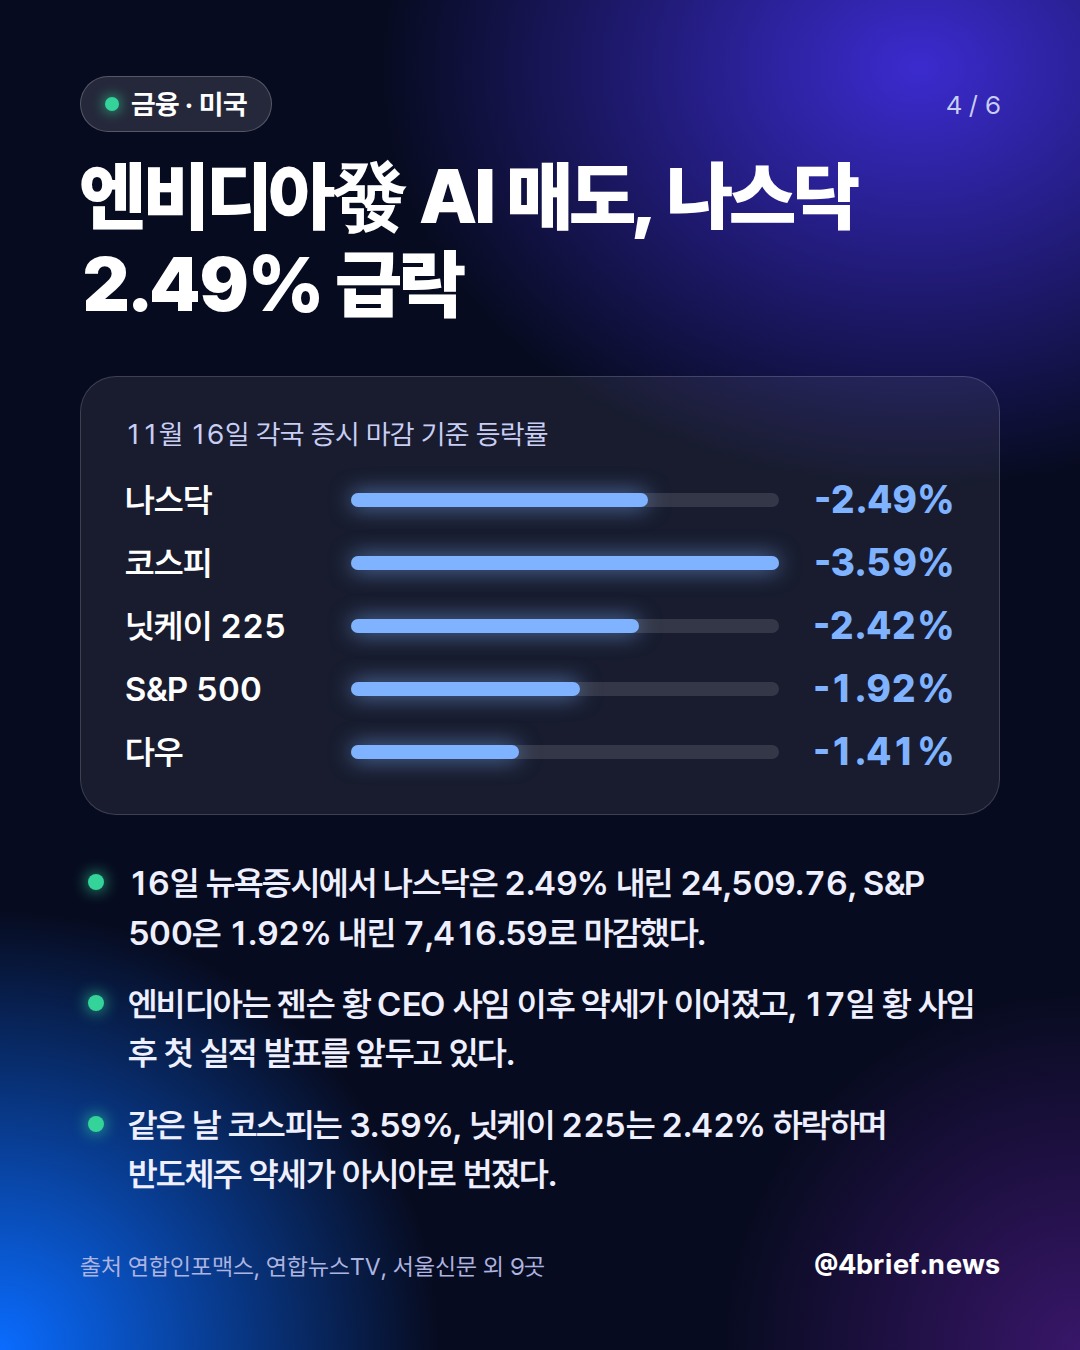 금융 · 미국
4 / 6
엔비디아發 AI 매도, 나스닥
2.49% 급락
11월 16일 각국 증시 마감 기준 등락률
나스닥 -2.49%
코스피 -3.59%
닛케이 225 -2.42%
S&P 500 -1.92%
다우 -1.41%
16일 뉴욕증시에서 나스닥은 2.49% 내린 24,509.76, S&P
500은 1.92% 내린 7,416.59로 마감했다.
엔비디아는 젠슨 황 CEO 사임 이후 약세가 이어졌고, 17일 황 사임
후 첫 실적 발표를 앞두고 있다.
같은 날 코스피는 3.59%, 닛케이 225는 2.42% 하락하며
반도체주 약세가 아시아로 번졌다.
출처 연합인포맥스, 연합뉴스TV, 서울신문 외 9곳
@4brief.news